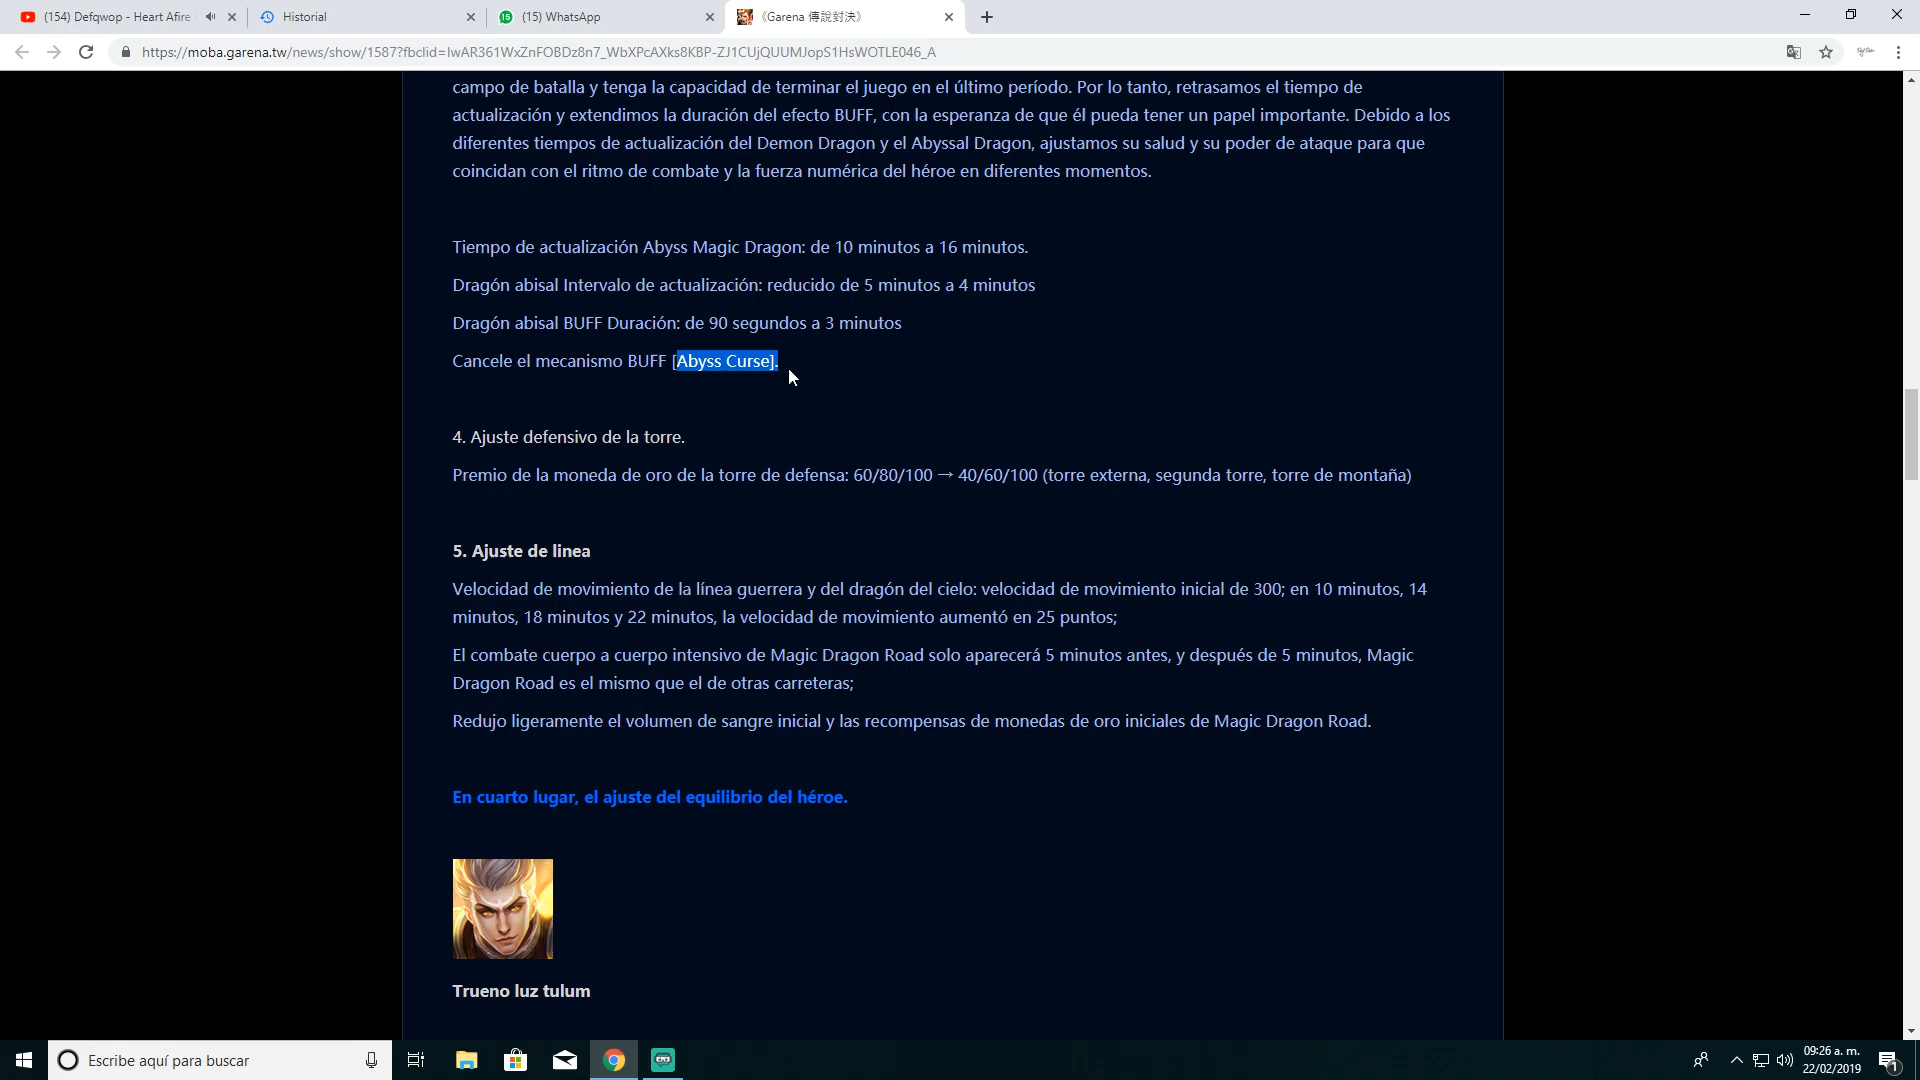 (154) Defqwop - Heart Afire
Historial
(15) WhatsApp
《Garena 傳說對決》
https://moba.garena.tw/news/show/1587?fbclid=IwAR361WxZnFOBDz8n7_WbXPcAXks8KBP-ZJ1CUjQUUMJopS1HsWOTLE046_A
campo de batalla y tenga la capacidad de terminar el juego en el último período. Por lo tanto, retrasamos el tiempo de
actualización y extendimos la duración del efecto BUFF, con la esperanza de que él pueda tener un papel importante. Debido a los
diferentes tiempos de actualización del Demon Dragon y el Abyssal Dragon, ajustamos su salud y su poder de ataque para que
coincidan con el ritmo de combate y la fuerza numérica del héroe en diferentes momentos.
Tiempo de actualización Abyss Magic Dragon: de 10 minutos a 16 minutos.
Dragón abisal Intervalo de actualización: reducido de 5 minutos a 4 minutos
Dragón abisal BUFF Duración: de 90 segundos a 3 minutos
Cancele el mecanismo BUFF [Abyss Curse].
4. Ajuste defensivo de la torre.
Premio de la moneda de oro de la torre de defensa: 60/80/100 → 40/60/100 (torre externa, segunda torre, torre de montaña)
5. Ajuste de linea
Velocidad de movimiento de la línea guerrera y del dragón del cielo: velocidad de movimiento inicial de 300; en 10 minutos, 14
minutos, 18 minutos y 22 minutos, la velocidad de movimiento aumentó en 25 puntos;
El combate cuerpo a cuerpo intensivo de Magic Dragon Road solo aparecerá 5 minutos antes, y después de 5 minutos, Magic
Dragon Road es el mismo que el de otras carreteras;
Redujo ligeramente el volumen de sangre inicial y las recompensas de monedas de oro iniciales de Magic Dragon Road.
En cuarto lugar, el ajuste del equilibrio del héroe.
Trueno luz tulum
Escribe aquí para buscar
09:26 a. m.
22/02/2019
1